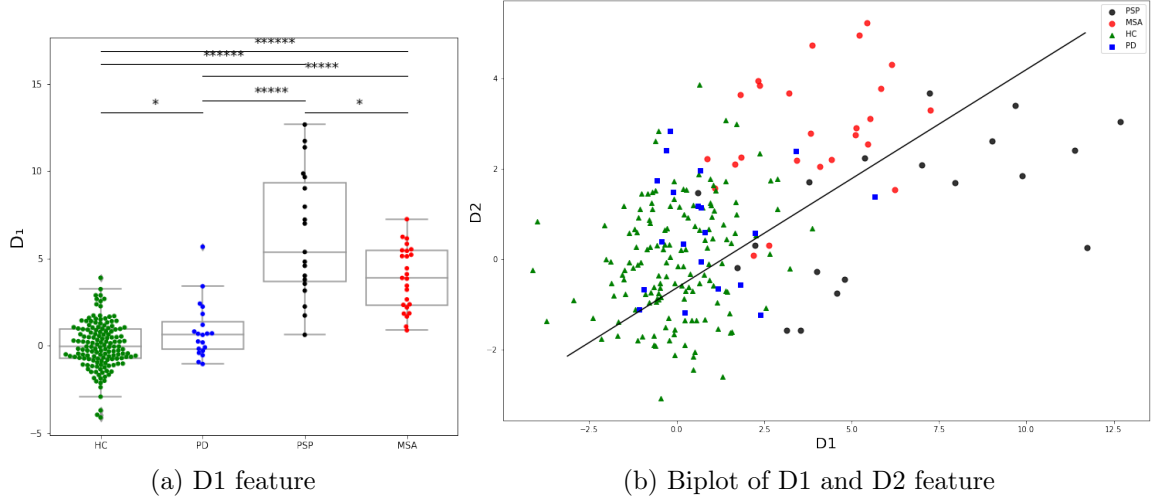 ******
******
*****
*****
*
*
15
10
5
0
−5
D₁
HC PD PSP MSA
(a) D1 feature
PSP
MSA
HC
PD
4
2
0
−2
D2
−2.5 0.0 2.5 5.0 7.5 10.0 12.5
D1
(b) Biplot of D1 and D2 feature